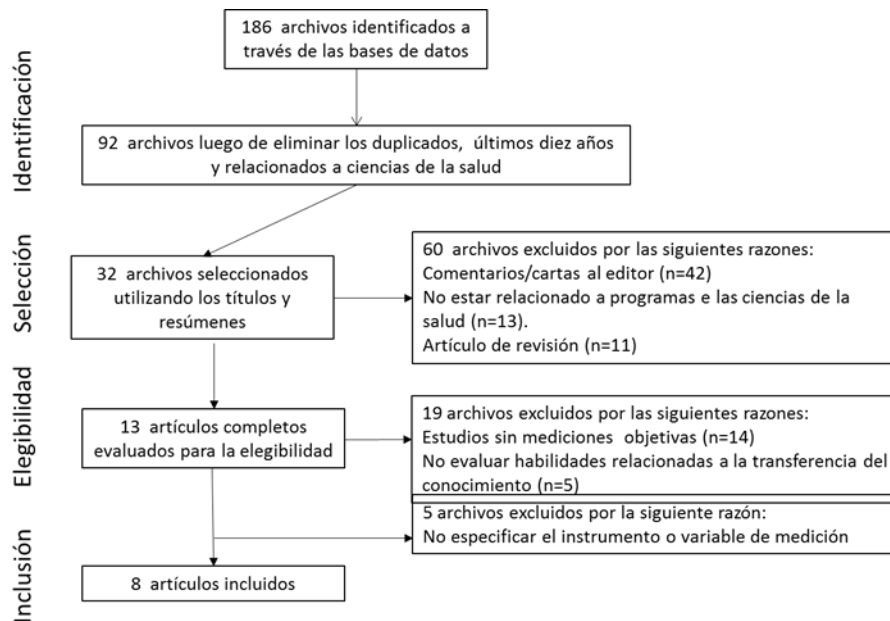 Identificación
186 archivos identificados a
través de las bases de datos
92 archivos luego de eliminar los duplicados, últimos diez años
y relacionados a ciencias de la salud
Selección
32 archivos seleccionados
utilizando los títulos y
resúmenes
60 archivos excluidos por las siguientes razones:
Comentarios/cartas al editor (n=42)
No estar relacionado a programas e las ciencias de la
salud (n=13).
Artículo de revisión (n=11)
Elegibilidad
13 artículos completos
evaluados para la elegibilidad
19 archivos excluidos por las siguientes razones:
Estudios sin mediciones objetivas (n=14)
No evaluar habilidades relacionadas a la transferencia del
conocimiento (n=5)
Inclusión
5 archivos excluidos por la siguiente razón:
No especificar el instrumento o variable de medición
8 artículos incluidos